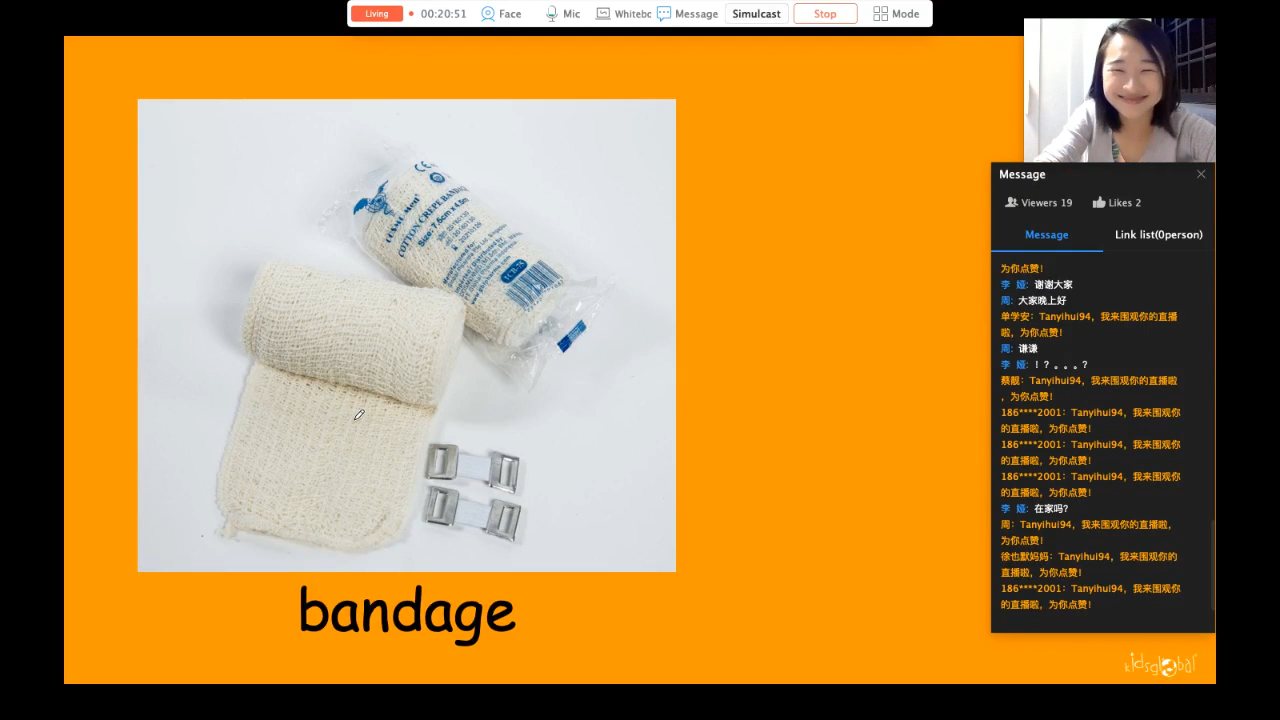 Living
00:20:51
Face
Mic
Whitebc
Message
Simulcast
Stop
Mode
COTTON CREPE BANDAGE
Size: 7.5cm x 4.5m
bandage
Message
Viewers 19
Likes 2
Message
Link list(0person)
为你点赞!
李 娅: 谢谢大家
周: 大家晚上好
单学安: Tanyihui94, 我来围观你的直播
啦, 为你点赞!
周: 谦谦
李 娅: ! ? 。。。?
蔡靓: Tanyihui94, 我来围观你的直播啦
, 为你点赞!
186****2001: Tanyihui94, 我来围观你
的直播啦, 为你点赞!
186****2001: Tanyihui94, 我来围观你
的直播啦, 为你点赞!
186****2001: Tanyihui94, 我来围观你
的直播啦, 为你点赞!
李 娅: 在家吗?
周: Tanyihui94, 我来围观你的直播啦,
为你点赞!
徐也默妈妈: Tanyihui94, 我来围观你的
直播啦, 为你点赞!
186****2001: Tanyihui94, 我来围观你
的直播啦, 为你点赞!
kidsglobal